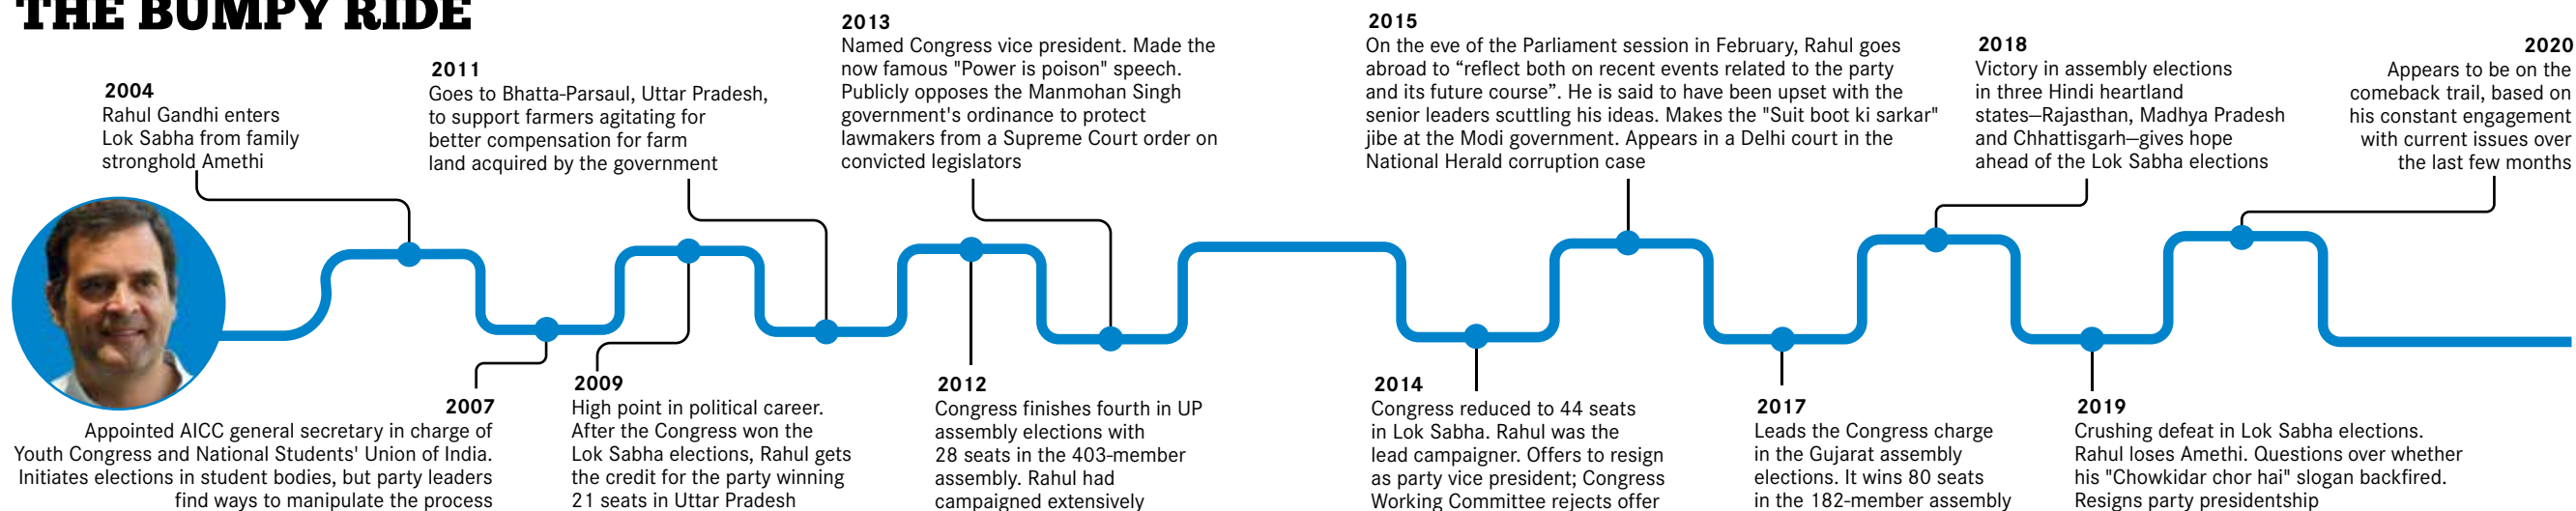 THE BUMPY RIDE
2004
Rahul Gandhi enters
Lok Sabha from family
stronghold Amethi
2007
Appointed AICC general secretary in charge of
Youth Congress and National Students' Union of India.
Initiates elections in student bodies, but party leaders
find ways to manipulate the process
2009
High point in political career.
After the Congress won the
Lok Sabha elections, Rahul gets
the credit for the party winning
21 seats in Uttar Pradesh
2011
Goes to Bhatta-Parsaul, Uttar Pradesh,
to support farmers agitating for
better compensation for farm
land acquired by the government
2012
Congress finishes fourth in UP
assembly elections with
28 seats in the 403-member
assembly. Rahul had
campaigned extensively
2013
Named Congress vice president. Made the
now famous "Power is poison" speech.
Publicly opposes the Manmohan Singh
government's ordinance to protect
lawmakers from a Supreme Court order on
convicted legislators
2014
Congress reduced to 44 seats
in Lok Sabha. Rahul was the
lead campaigner. Offers to resign
as party vice president; Congress
Working Committee rejects offer
2015
On the eve of the Parliament session in February, Rahul goes
abroad to “reflect both on recent events related to the party
and its future course”. He is said to have been upset with the
senior leaders scuttling his ideas. Makes the "Suit boot ki sarkar"
jibe at the Modi government. Appears in a Delhi court in the
National Herald corruption case
2017
Leads the Congress charge
in the Gujarat assembly
elections. It wins 80 seats
in the 182-member assembly
2018
Victory in assembly elections
in three Hindi heartland
states—Rajasthan, Madhya Pradesh
and Chhattisgarh—gives hope
ahead of the Lok Sabha elections
2019
Crushing defeat in Lok Sabha elections.
Rahul loses Amethi. Questions over whether
his "Chowkidar chor hai" slogan backfired.
Resigns party presidentship
2020
Appears to be on the
comeback trail, based on
his constant engagement
with current issues over
the last few months